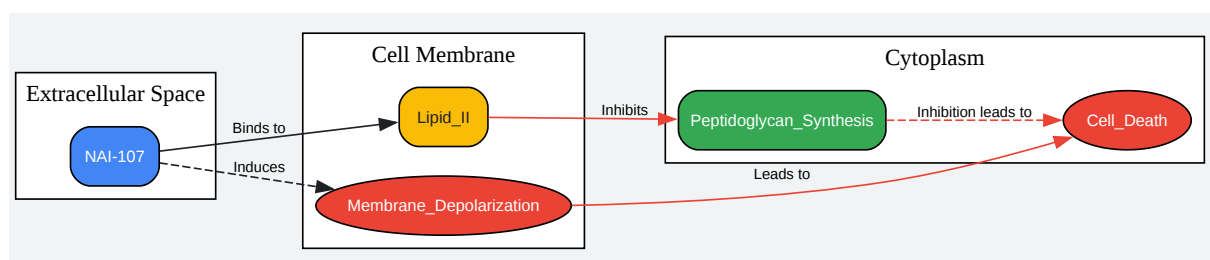 Extracellular Space
NAI-107
Binds to
Induces
Cell Membrane
Lipid_II
Membrane_Depolarization
Inhibits
Leads to
Cytoplasm
Peptidoglycan_Synthesis
Inhibition leads to
Cell_Death